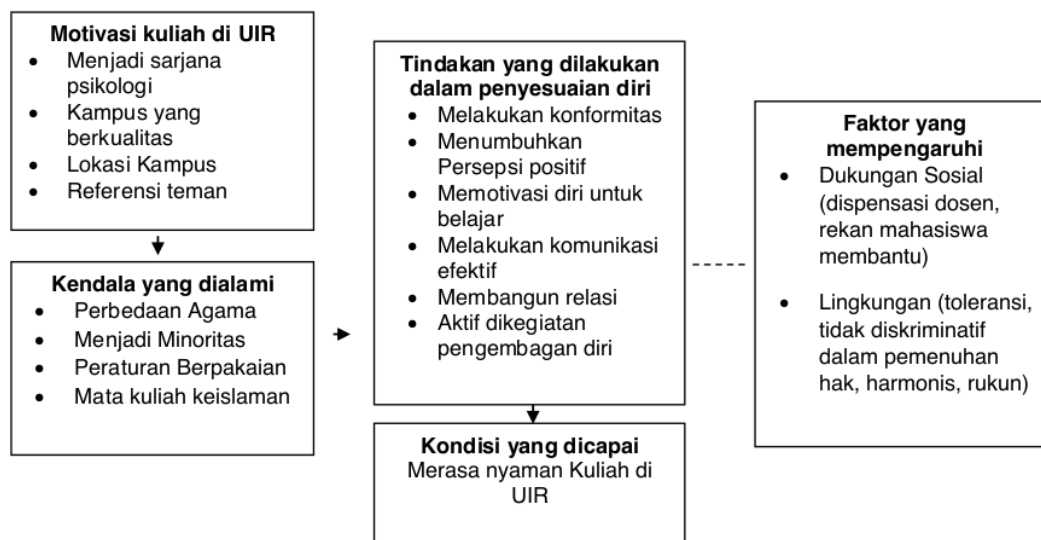 Motivasi kuliah di UIR
• Menjadi sarjana
psikologi
• Kampus yang
berkualitas
• Lokasi Kampus
• Referensi teman
Kendala yang dialami
• Perbedaan Agama
• Menjadi Minoritas
• Peraturan Berpakaian
• Mata kuliah keislaman
Tindakan yang dilakukan
dalam penyesuaian diri
• Melakukan konformitas
• Menumbuhkan
Persepsi positif
• Memotivasi diri untuk
belajar
• Melakukan komunikasi
efektif
• Membangun relasi
• Aktif dikegiatan
pengembagan diri
Kondisi yang dicapai
Merasa nyaman Kuliah di
UIR
Faktor yang
mempengaruhi
• Dukungan Sosial
(dispensasi dosen,
rekan mahasiswa
membantu)
• Lingkungan (toleransi,
tidak diskriminatif
dalam pemenuhan
hak, harmonis, rukun)